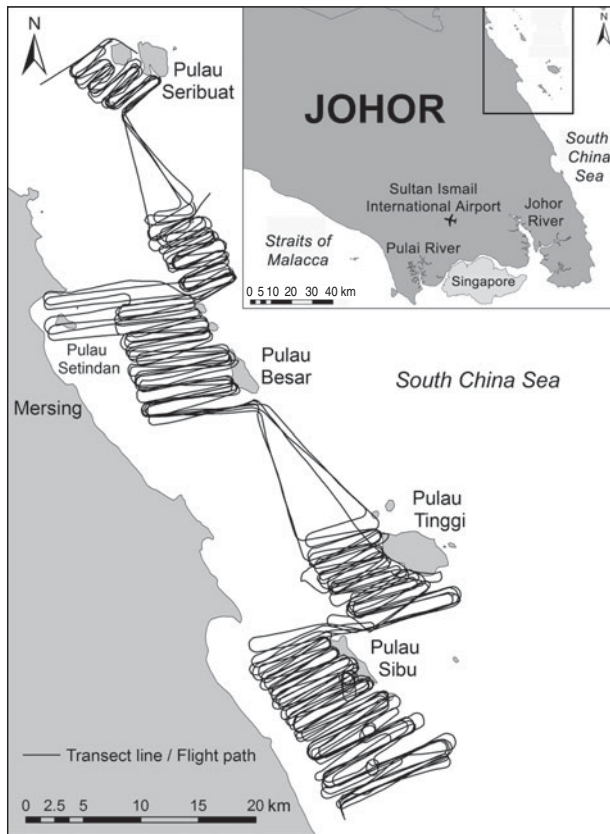 N
Pulau
Seribuat
JOHOR
N
South
China
Sea
Sultan Ismail
International Airport
Johor
River
Straits of
Malacca
Pulai River
Singapore
0 5 10 20 30 40 km
Pulau
Setindan
Pulau
Besar
South China Sea
Mersing
Pulau
Tinggi
Pulau
Sibu
Transect line / Flight path
0 2.5 5 10 15 20 km